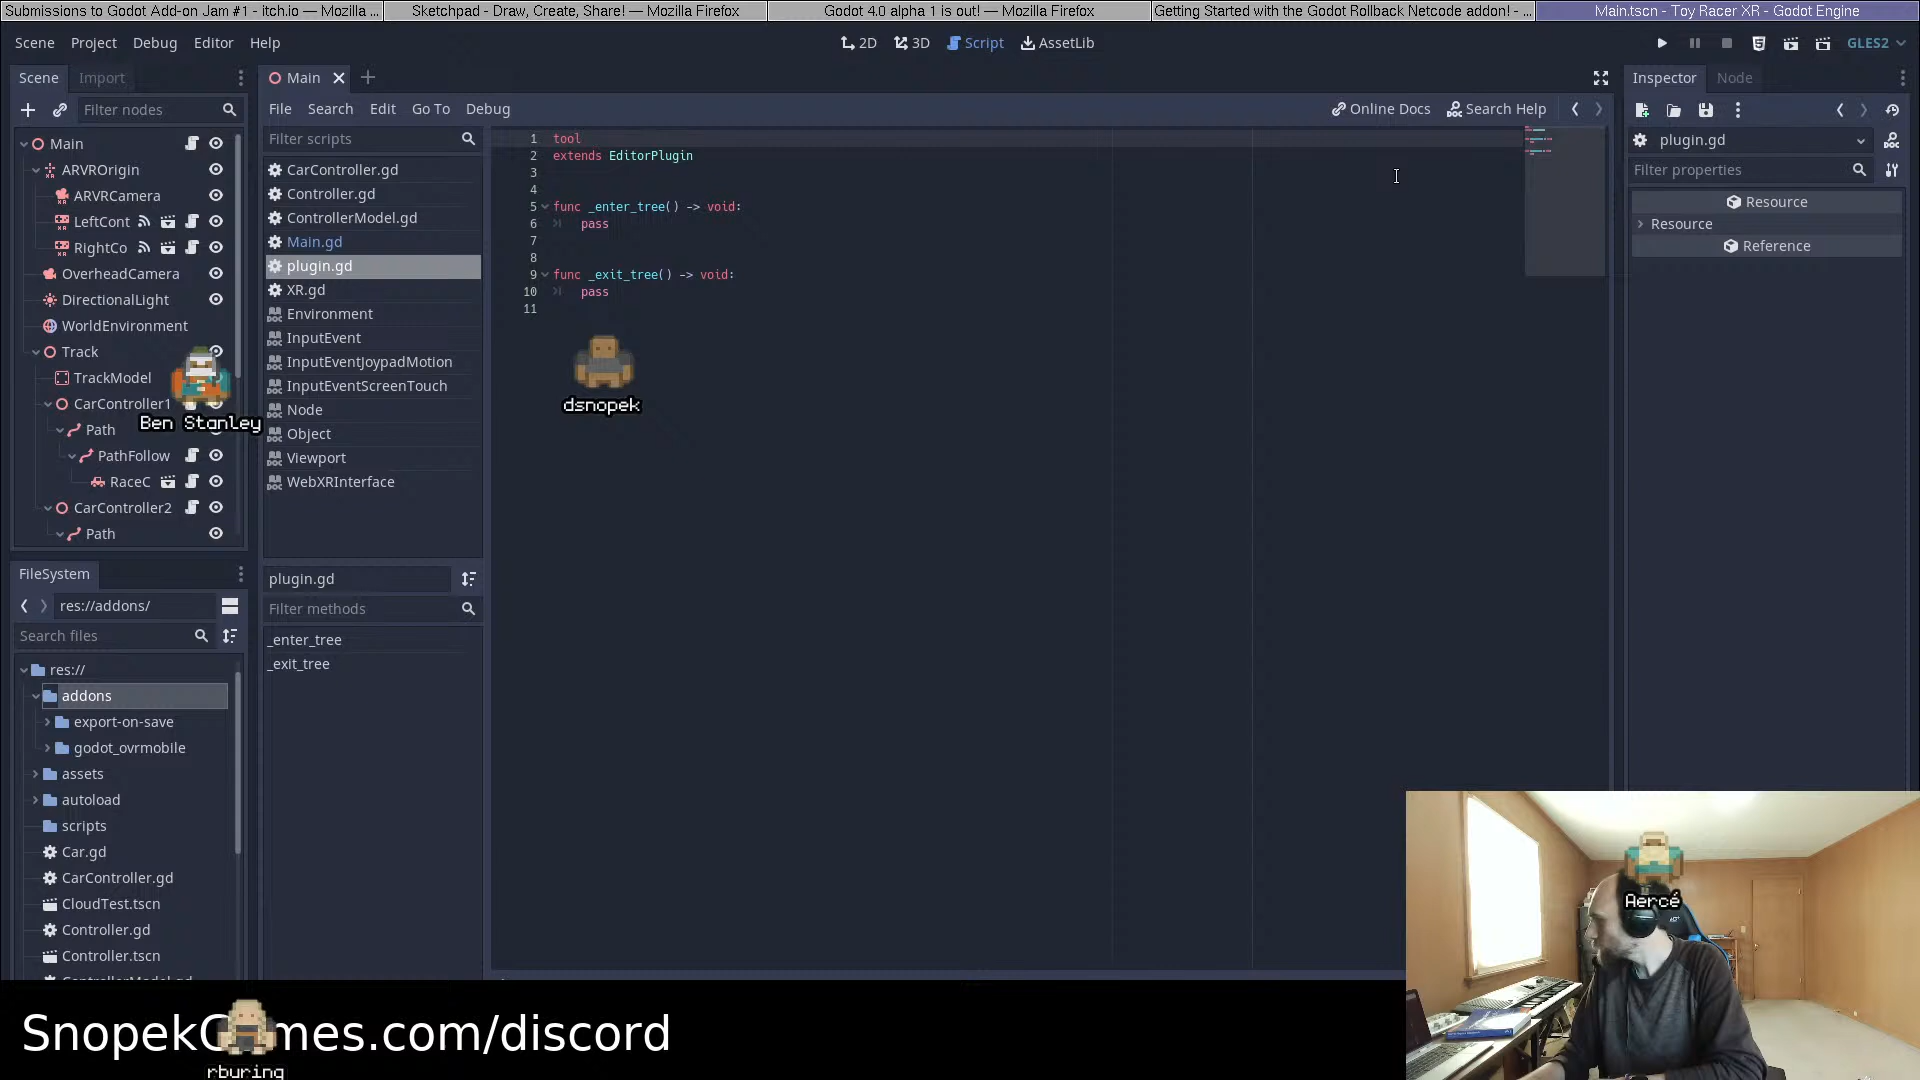 Submissions to Godot Add-on Jam #1 - itch.io — Mozilla ...
Sketchpad - Draw, Create, Share! — Mozilla Firefox
Godot 4.0 alpha 1 is out! — Mozilla Firefox
Getting Started with the Godot Rollback Netcode addon! - ...
Main.tscn - Toy Racer XR - Godot Engine
Scene Project Debug Editor Help
2D 3D Script AssetLib
GLES2
Scene Import
Filter nodes
Main
ARVROrigin
ARVRCamera
LeftCont
RightCo
OverheadCamera
DirectionalLight
WorldEnvironment
Track
TrackModel
CarController1
Path
PathFollow
RaceC
CarController2
Path
Ben Stanley
FileSystem
res://addons/
Search files
res://
addons
export-on-save
godot_ovrmobile
assets
autoload
scripts
Car.gd
CarController.gd
CloudTest.tscn
Controller.gd
Controller.tscn
ControllerModel.gd
Main
File Search Edit Go To Debug
Online Docs Search Help
Filter scripts
CarController.gd
Controller.gd
ControllerModel.gd
Main.gd
plugin.gd
XR.gd
Environment
InputEvent
InputEventJoypadMotion
InputEventScreenTouch
Node
Object
Viewport
WebXRInterface
plugin.gd
Filter methods
_enter_tree
_exit_tree
1 tool
2 extends EditorPlugin
3
4
5 func _enter_tree() -> void:
6 pass
7
8
9 func _exit_tree() -> void:
10 pass
11
dsnopek
Inspector Node
plugin.gd
Filter properties
Resource
Resource
Reference
Aercé
SnopekG mes.com/discord
rburing